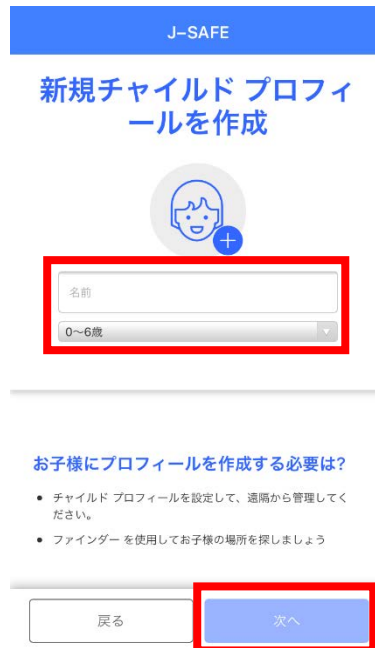 J-SAFE
新規チャイルド プロフィ
ールを作成
名前
0〜6歳
お子様にプロフィールを作成する必要は?
• チャイルド プロフィールを設定して、遠隔から管理してく
ださい。
• ファインダー を使用してお子様の場所を探しましょう
戻る
次へ